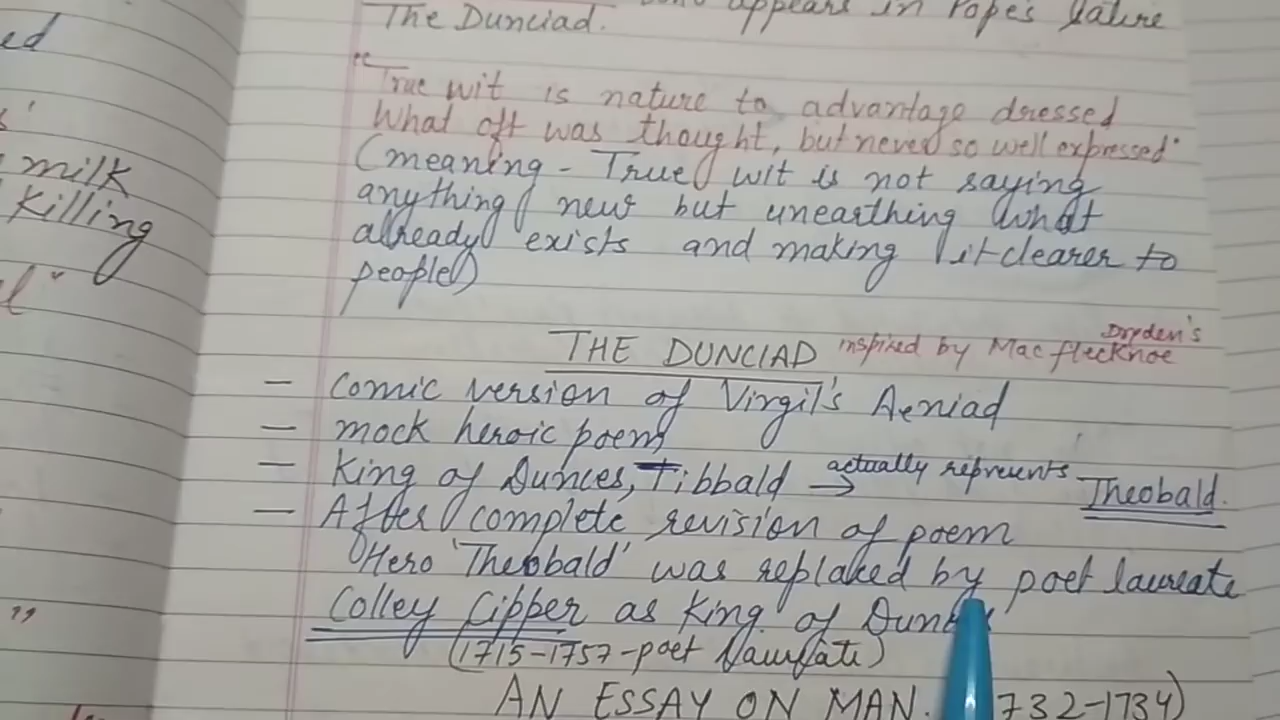 appears in Pope's Satire
The Dunciad.
ed
"True wit is nature to advantage dressed
What oft was thought, but never so well expressed"
milk
(meaning - True wit is not saying
Killing
anything new but unearthing what
already exists and making it clearer to
people)
THE DUNCIAD inspired by Dryden's Mac flecknoe
- Comic version of Virgil's Aeniad
- mock heroic poem
- King of Dunces, Tibbald → actually represents Theobald.
- After complete revision of poem
Hero 'Theobald' was replaced by poet laureate
Colley Cipper as King of
(1715-1757-poet laureate)
AN ESSAY ON MAN. 732-1734)